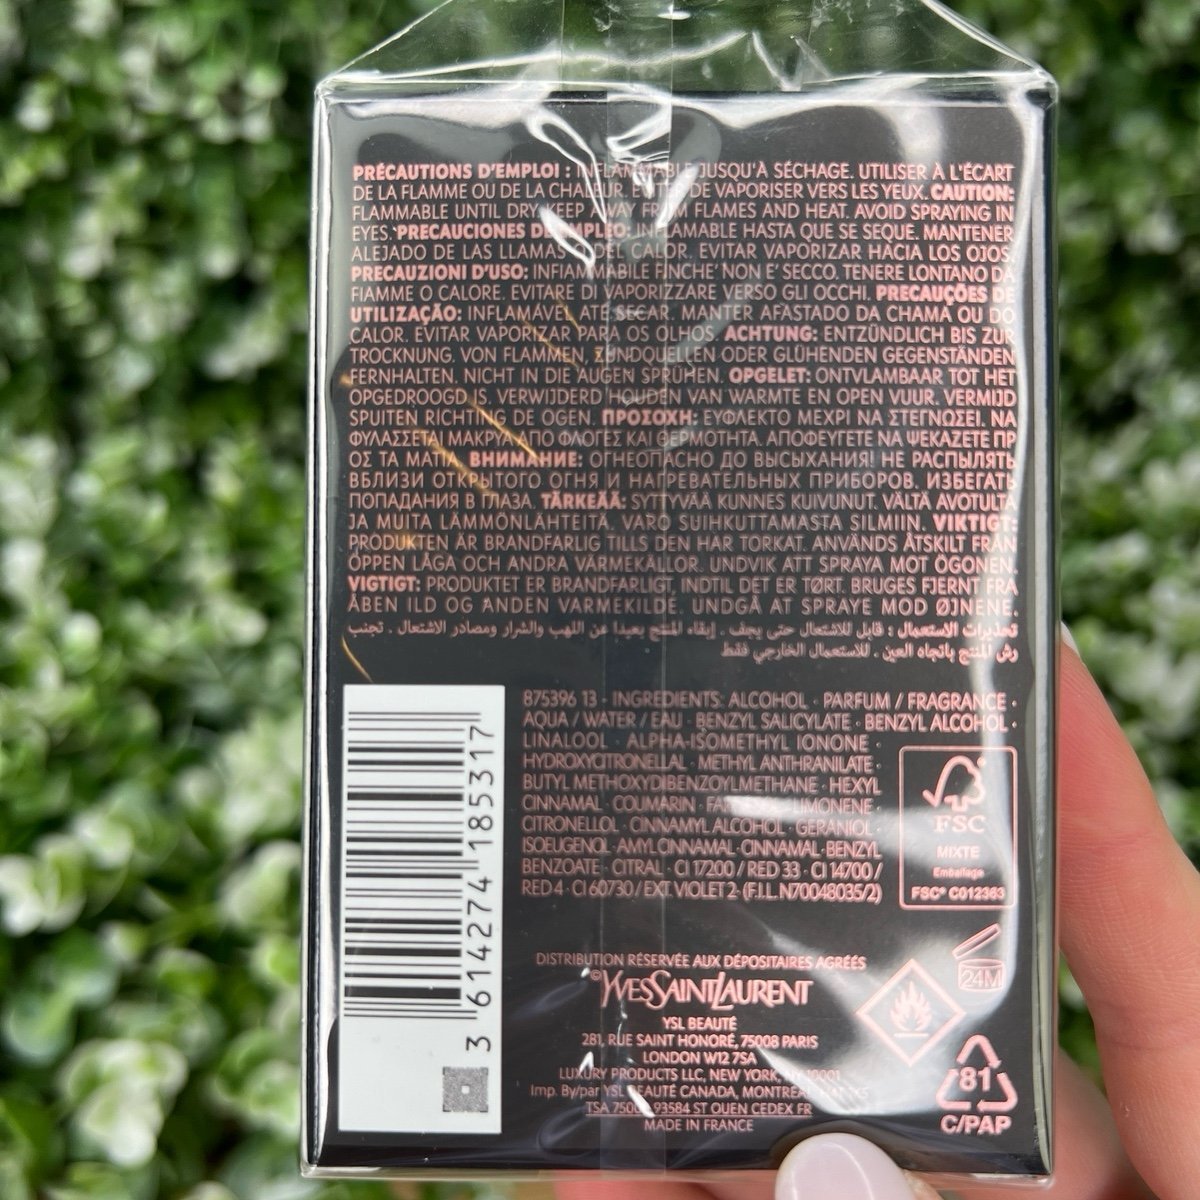 PRÉCAUTIONS D'EMPLOI : INFLAMMABLE JUSQU'À SÉCHAGE. UTILISER À L'ÉCART
DE LA FLAMME OU DE LA CHALEUR. ÉVITER DE VAPORISER VERS LES YEUX. CAUTION:
FLAMMABLE UNTIL DRY. KEEP AWAY FROM FLAMES AND HEAT. AVOID SPRAYING IN
EYES. PRECAUCIONES DE EMPLEO: INFLAMABLE HASTA QUE SE SEQUE. MANTENER
ALEJADO DE LAS LLAMAS Y DEL CALOR. EVITAR VAPORIZAR HACIA LOS OJOS.
PRECAUZIONI D'USO: INFIAMMABILE FINCHE' NON E' SECCO. TENERE LONTANO DA
FIAMME O CALORE. EVITARE DI VAPORIZZARE VERSO GLI OCCHI. PRECAUÇÕES DE
UTILIZAÇÃO: INFLAMÁVEL ATÉ SECAR. MANTER AFASTADO DA CHAMA OU DO
CALOR. EVITAR VAPORIZAR PARA OS OLHOS. ACHTUNG: ENTZÜNDLICH BIS ZUR
TROCKNUNG. VON FLAMMEN, ZÜNDQUELLEN ODER GLÜHENDEN GEGENSTÄNDEN
FERNHALTEN. NICHT IN DIE AUGEN SPRÜHEN. OPGELET: ONTVLAMBAAR TOT HET
OPGEDROOGD IS. VERWIJDERD HOUDEN VAN WARMTE EN OPEN VUUR. VERMIJD
SPUITEN RICHTING DE OGEN. ΠΡΟΣΟΧΗ: ΕΥΦΛΕΚΤΟ ΜΕΧΡΙ ΝΑ ΣΤΕΓΝΩΣΕΙ. ΝΑ
ΦΥΛΑΣΣΕΤΑΙ ΜΑΚΡΥΑ ΑΠΟ ΦΛΟΓΕΣ ΚΑΙ ΘΕΡΜΟΤΗΤΑ. ΑΠΟΦΕΥΓΕΤΕ ΝΑ ΨΕΚΑΖΕΤΕ ΠΡ
ΟΣ ΤΑ ΜΑΤΙΑ. ВНИМАНИЕ: ОГНЕОПАСНО ДО ВЫСЫХАНИЯ! НЕ РАСПЫЛЯТЬ
ВБЛИЗИ ОТКРЫТОГО ОГНЯ И НАГРЕВАТЕЛЬНЫХ ПРИБОРОВ. ИЗБЕГАТЬ
ПОПАДАНИЯ В ГЛАЗА. TÄRKEÄÄ: SYTTYVÄÄ KUNNES KUIVUNUT. VÄLTÄ AVOTULTA
JA MUITA LÄMMÖNLÄHTEITÄ. VARO SUIHKUTTAMASTA SILMIIN. VIKTIGT:
PRODUKTEN ÄR BRANDFARLIG TILLS DEN HAR TORKAT. ANVÄNDS ÅTSKILT FRÅN
ÖPPEN LÅGA OCH ANDRA VÄRMEKÄLLOR. UNDVIK ATT SPRAYA MOT ÖGONEN.
VIGTIGT: PRODUKTET ER BRANDFARLIGT, INDTIL DET ER TØRT. BRUGES FJERNT FRA
ÅBEN ILD OG ANDEN VARMEKILDE. UNDGÅ AT SPRAYE MOD ØJNENE.
تحذيرات الاستعمال : قابل للاشتعال حتى يجف . إبقاء المنتج بعيدا عن اللهب والشرار ومصادر الاشتعال . تجنب
رش المنتج باتجاه العين . للاستعمال الخارجي فقط
875396 13 - INGREDIENTS: ALCOHOL · PARFUM / FRAGRANCE ·
AQUA / WATER / EAU · BENZYL SALICYLATE · BENZYL ALCOHOL ·
LINALOOL · ALPHA-ISOMETHYL IONONE ·
HYDROXYCITRONELLAL · METHYL ANTHRANILATE ·
BUTYL METHOXYDIBENZOYLMETHANE · HEXYL
CINNAMAL · COUMARIN · FARNESOL · LIMONENE ·
CITRONELLOL · CINNAMYL ALCOHOL · GERANIOL ·
ISOEUGENOL · AMYL CINNAMAL · CINNAMAL · BENZYL
BENZOATE · CITRAL · CI 17200 / RED 33 · CI 14700 /
RED 4 · CI 60730 / EXT. VIOLET 2 · (F.I.L. N70048035/2)
FSC
MIXTE
Emballage
FSC® C012363
3 614274 185317
DISTRIBUTION RÉSERVÉE AUX DÉPOSITAIRES AGRÉÉS
©YVESSAINTLAURENT
YSL BEAUTÉ
281, RUE SAINT HONORÉ, 75008 PARIS
LONDON W12 7SA
LUXURY PRODUCTS LLC, NEW YORK, NY 10001
Imp. By/par YSL BEAUTÉ CANADA, MONTREAL
TSA 75000 93584 ST OUEN CEDEX FR
MADE IN FRANCE
24M
81
C/PAP